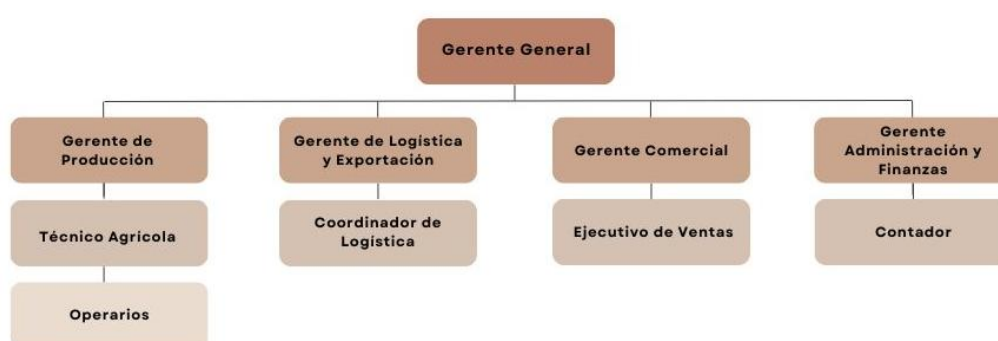 Gerente General
Gerente de
Producción
Gerente de Logística
y Exportación
Gerente Comercial
Gerente
Administración y
Finanzas
Técnico Agrícola
Coordinador de
Logística
Ejecutivo de Ventas
Contador
Operarios